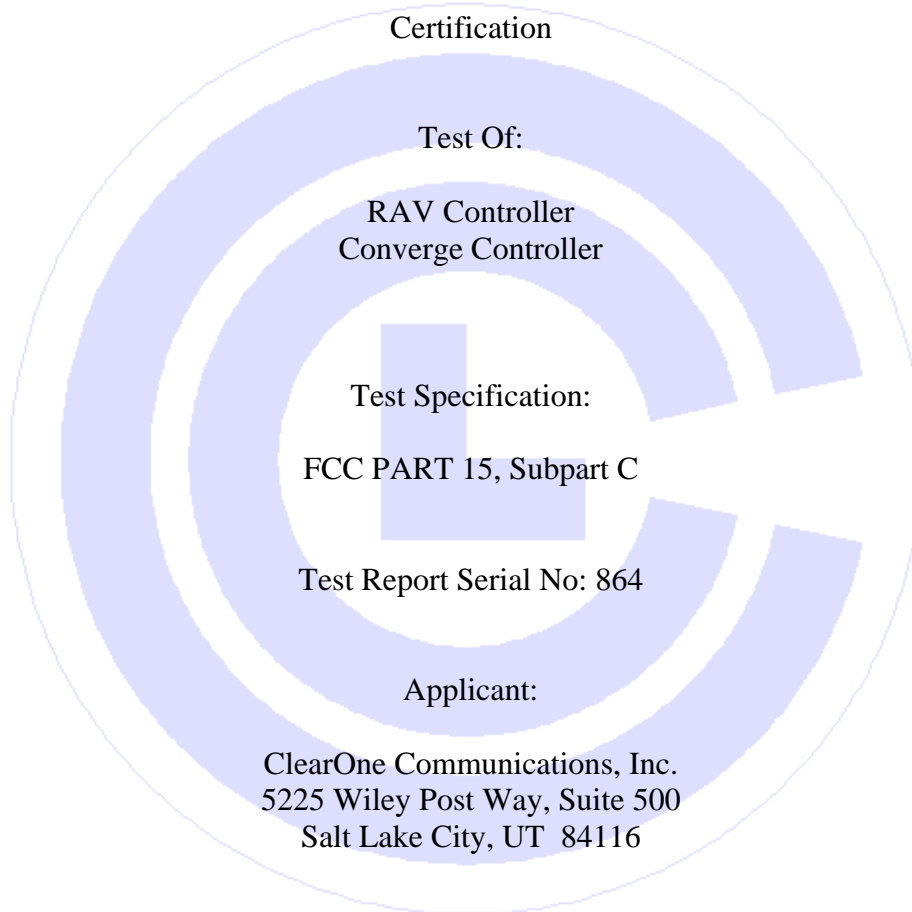 Certification
Test Of:
RAV Controller
Converge Controller
Test Specification:
FCC PART 15, Subpart C
Test Report Serial No: 864
Applicant:
ClearOne Communications, Inc.
5225 Wiley Post Way, Suite 500
Salt Lake City, UT  84116